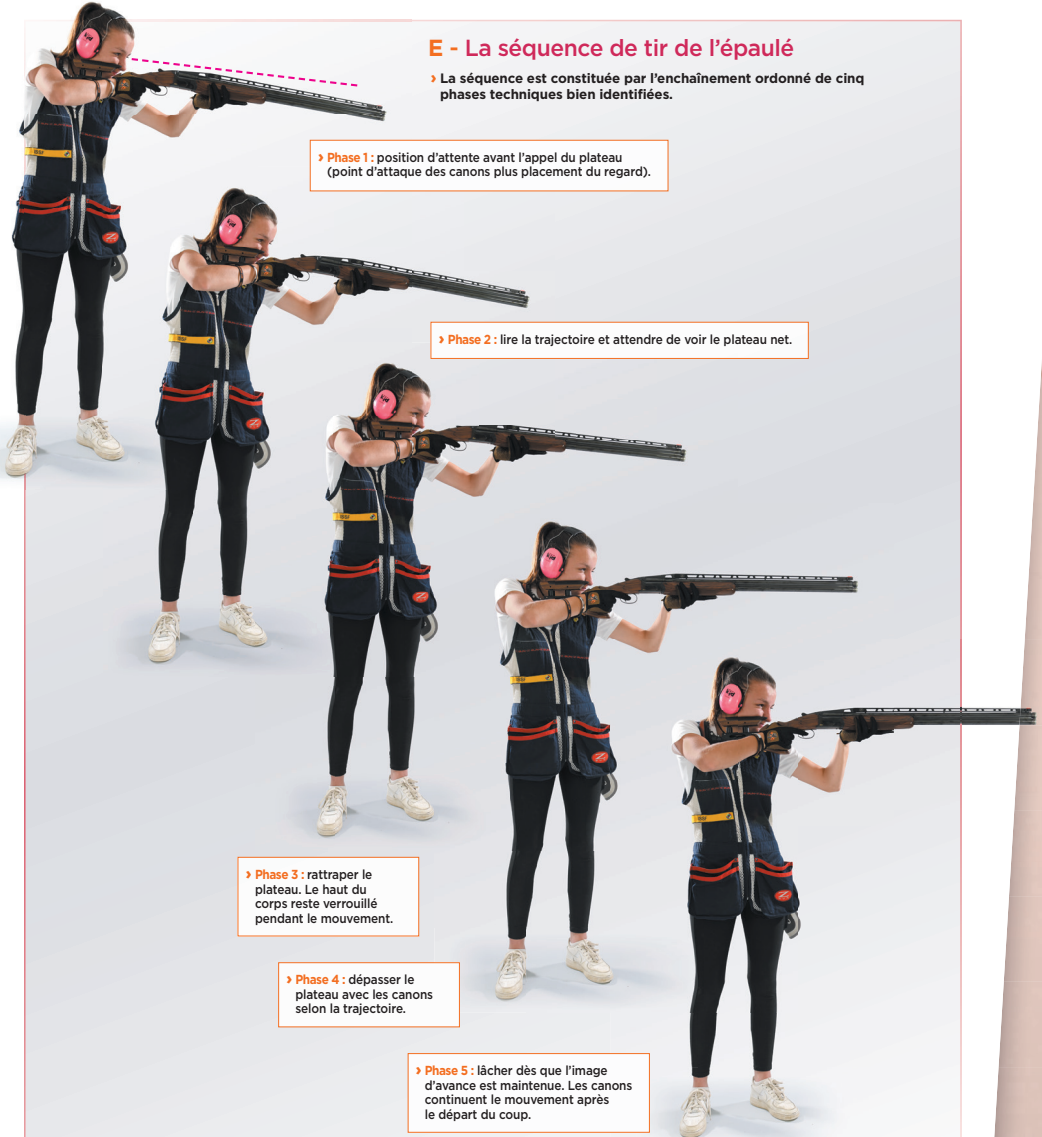 E - La séquence de tir de l'épaulé
› La séquence est constituée par l'enchaînement ordonné de cinq
phases techniques bien identifiées.
› Phase 1 : position d'attente avant l'appel du plateau
(point d'attaque des canons plus placement du regard).
› Phase 2 : lire la trajectoire et attendre de voir le plateau net.
› Phase 3 : rattraper le
plateau. Le haut du
corps reste verrouillé
pendant le mouvement.
› Phase 4 : dépasser le
plateau avec les canons
selon la trajectoire.
› Phase 5 : lâcher dès que l'image
d'avance est maintenue. Les canons
continuent le mouvement après
le départ du coup.